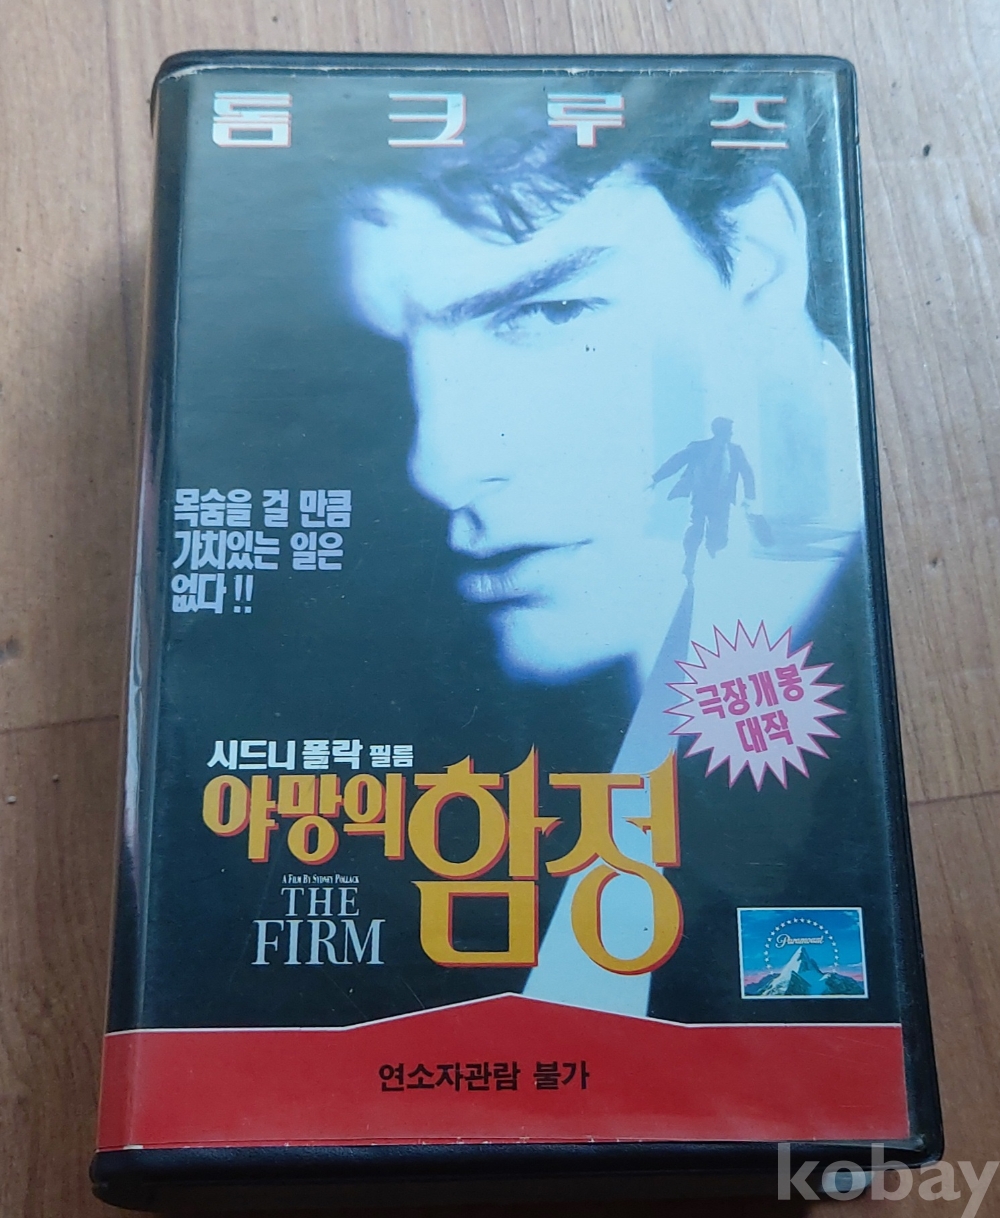 톰 크루즈
목숨을 걸 만큼
가치있는 일은
없다!!
극장개봉
대작
시드니 폴락 필름
야망의 함정
A FILM BY SYDNEY POLLACK
THE
FIRM
Paramount
연소자관람 불가
kobay